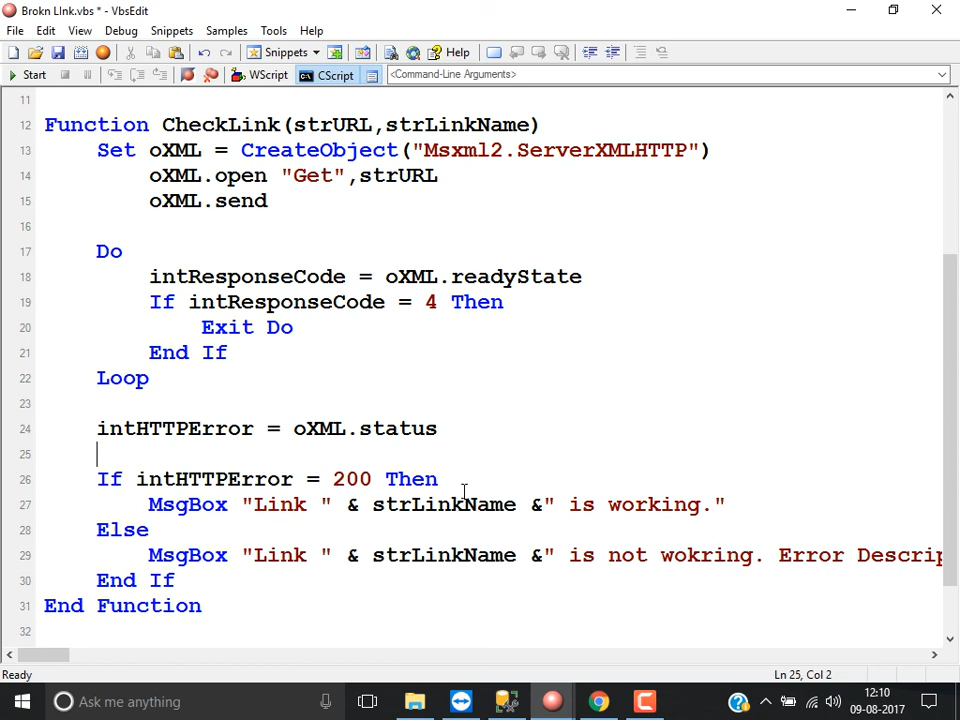 Brokn LInk.vbs * - VbsEdit
File Edit View Debug Snippets Samples Tools Help
Snippets Help
Start WScript CScript <Command-Line Arguments>
11
12 Function CheckLink(strURL,strLinkName)
13 Set oXML = CreateObject("Msxml2.ServerXMLHTTP")
14 oXML.open "Get",strURL
15 oXML.send
16
17 Do
18 intResponseCode = oXML.readyState
19 If intResponseCode = 4 Then
20 Exit Do
21 End If
22 Loop
23
24 intHTTPError = oXML.status
25
26 If intHTTPError = 200 Then
27 MsgBox "Link " & strLinkName &" is working."
28 Else
29 MsgBox "Link " & strLinkName &" is not wokring. Error Descrip
30 End If
31 End Function
32
Ready Ln 25, Col 2
Ask me anything 12:10
09-08-2017